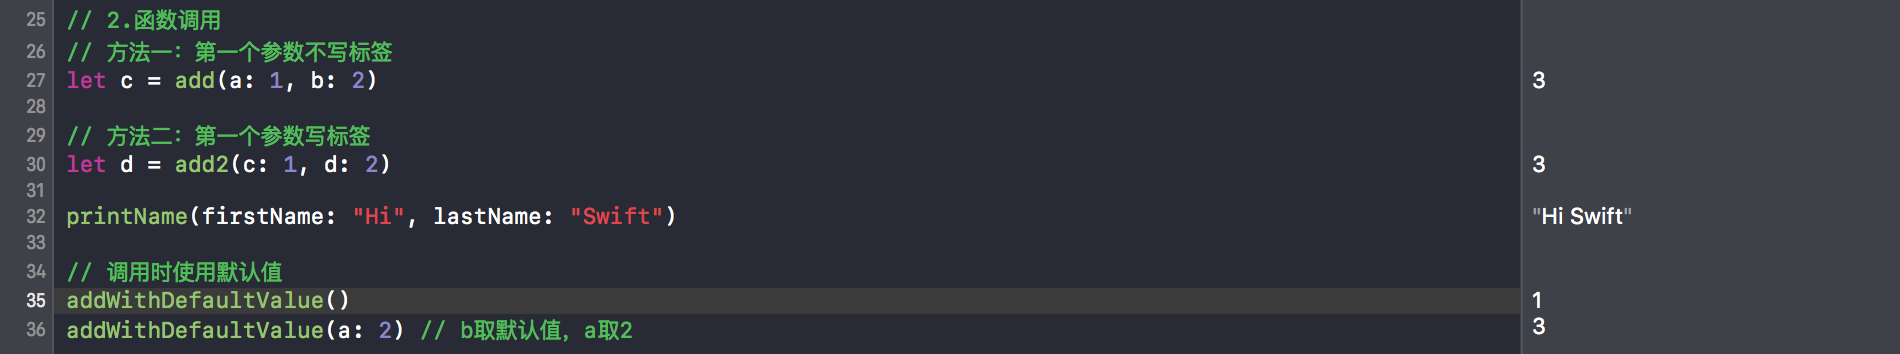 25 // 2.函数调用
26 // 方法一：第一个参数不写标签
27 let c = add(a: 1, b: 2) 3
28
29 // 方法二：第一个参数写标签
30 let d = add2(c: 1, d: 2) 3
31
32 printName(firstName: "Hi", lastName: "Swift") "Hi Swift"
33
34 // 调用时使用默认值
35 addWithDefaultValue() 1
36 addWithDefaultValue(a: 2) // b取默认值，a取2 3